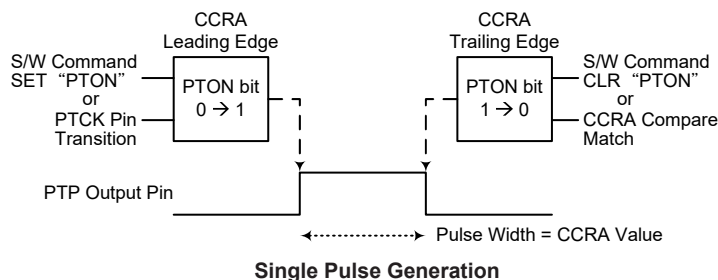 CCRA
Leading Edge
S/W Command
SET “PTON”
or
PTCK Pin
Transition
PTON bit
0 → 1
CCRA
Trailing Edge
PTON bit
1 → 0
S/W Command
CLR “PTON”
or
CCRA Compare
Match
PTP Output Pin
Pulse Width = CCRA Value
Single Pulse Generation